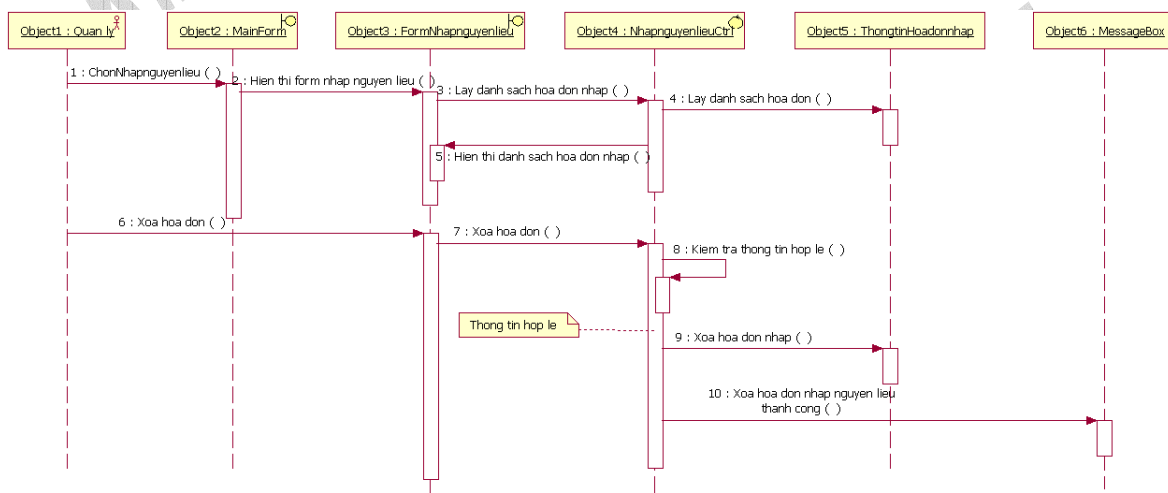 Object1 : Quan ly
Object2 : MainForm
Object3 : FormNhapnguyenlieu
Object4 : NhapnguyenlieuCtrl
Object5 : ThongtinHoadonnhap
Object6 : MessageBox
1 : ChonNhapnguyenlieu ( )
2 : Hien thi form nhap nguyen lieu ( )
3 : Lay danh sach hoa don nhap ( )
4 : Lay danh sach hoa don ( )
5 : Hien thi danh sach hoa don nhap ( )
6 : Xoa hoa don ( )
7 : Xoa hoa don ( )
8 : Kiem tra thong tin hop le ( )
Thong tin hop le
9 : Xoa hoa don nhap ( )
10 : Xoa hoa don nhap nguyen lieu
thanh cong ( )